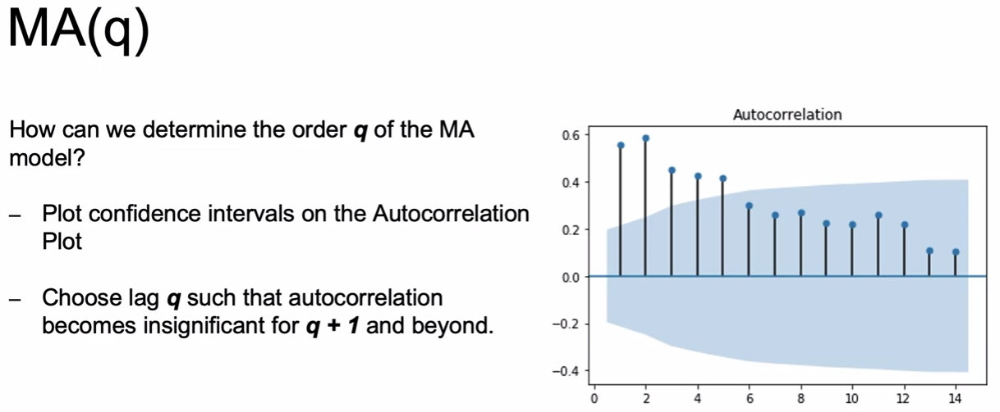 MA(q)
How can we determine the order q of the MA
model?
– Plot confidence intervals on the Autocorrelation
Plot
– Choose lag q such that autocorrelation
becomes insignificant for q + 1 and beyond.
Autocorrelation
0.6
0.4
0.2
0.0
−0.2
−0.4
0 2 4 6 8 10 12 14